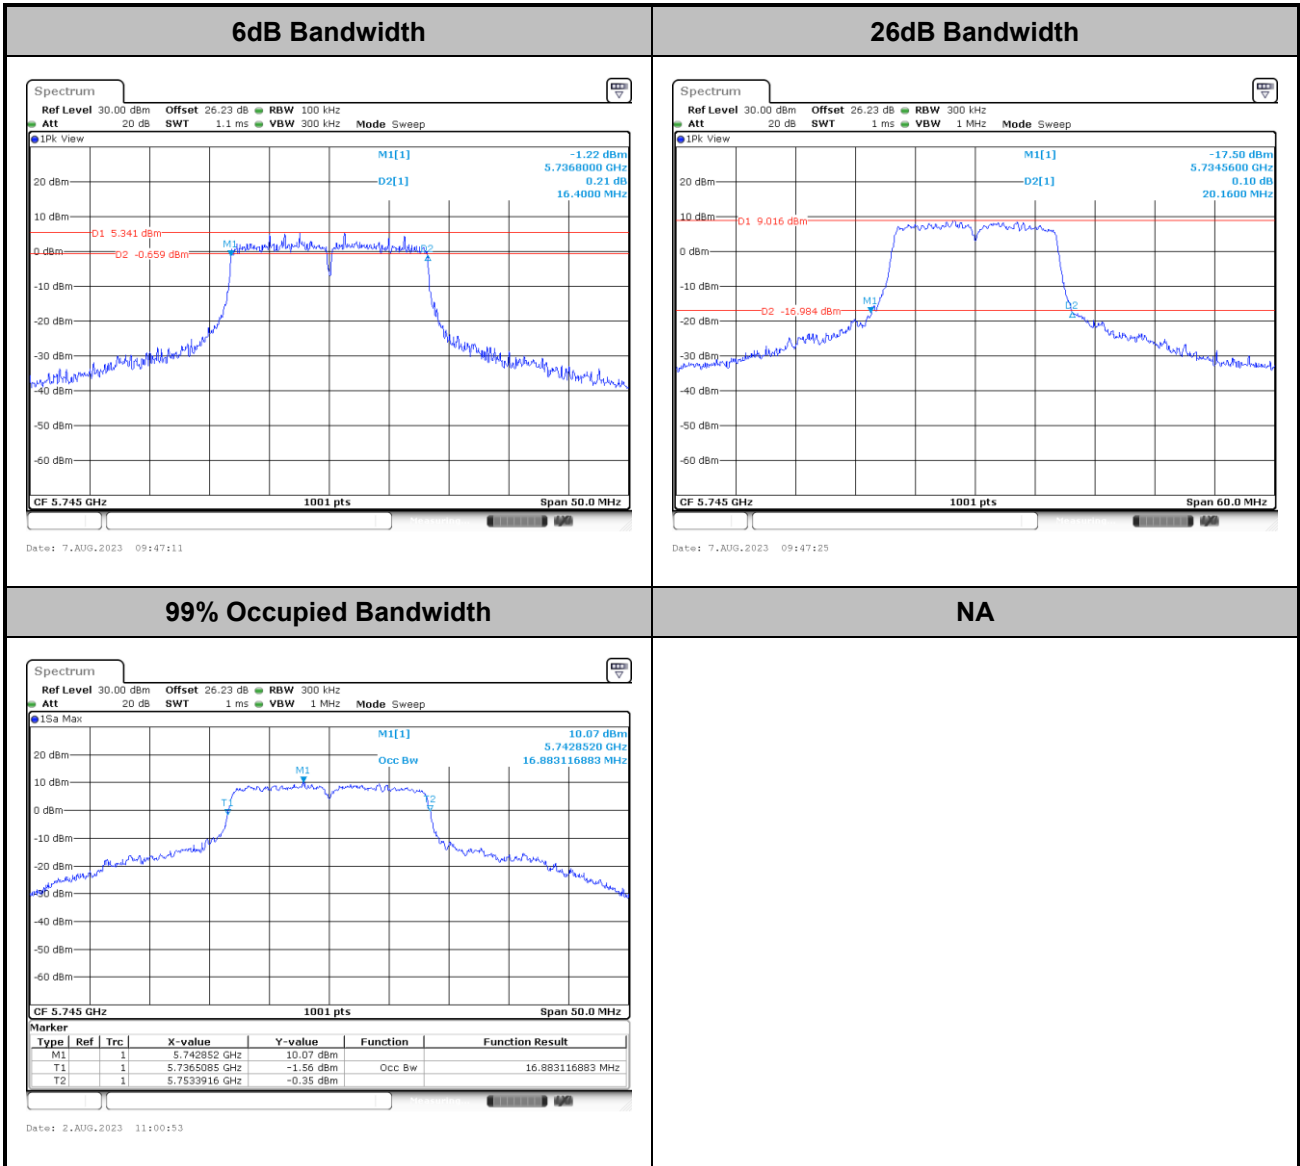 6dB Bandwidth
26dB Bandwidth
Spectrum
Ref Level 30.00 dBm Offset 26.23 dB RBW 100 kHz
Att 20 dB SWT 1.1 ms VBW 300 kHz Mode Sweep
1Pk View
M1[1] -1.22 dBm
5.7368000 GHz
D2[1] 0.21 dB
16.4000 MHz
20 dBm
10 dBm
D1 5.341 dBm
M1
D2
0 dBm
D2 -0.659 dBm
-10 dBm
-20 dBm
-30 dBm
-40 dBm
-50 dBm
-60 dBm
CF 5.745 GHz 1001 pts Span 50.0 MHz
Measuring
Date: 7.AUG.2023 09:47:11
Spectrum
Ref Level 30.00 dBm Offset 26.23 dB RBW 300 kHz
Att 20 dB SWT 1 ms VBW 1 MHz Mode Sweep
1Pk View
M1[1] -17.50 dBm
5.7345600 GHz
D2[1] 0.10 dB
20.1600 MHz
20 dBm
10 dBm
D1 9.016 dBm
0 dBm
-10 dBm
M1
D2
D2 -16.984 dBm
-20 dBm
-30 dBm
-40 dBm
-50 dBm
-60 dBm
CF 5.745 GHz 1001 pts Span 60.0 MHz
Measuring
Date: 7.AUG.2023 09:47:25
99% Occupied Bandwidth
NA
Spectrum
Ref Level 30.00 dBm Offset 26.23 dB RBW 300 kHz
Att 20 dB SWT 1 ms VBW 1 MHz Mode Sweep
1Sa Max
M1[1] 10.07 dBm
5.7428520 GHz
Occ Bw 16.883116883 MHz
20 dBm
M1
10 dBm
T1
T2
0 dBm
-10 dBm
-20 dBm
-30 dBm
-40 dBm
-50 dBm
-60 dBm
CF 5.745 GHz 1001 pts Span 50.0 MHz
Marker
Type Ref Trc X-value Y-value Function Function Result
M1 1 5.742852 GHz 10.07 dBm
T1 1 5.7365085 GHz -1.56 dBm Occ Bw 16.883116883 MHz
T2 1 5.7533916 GHz -0.35 dBm
Measuring
Date: 2.AUG.2023 11:00:53